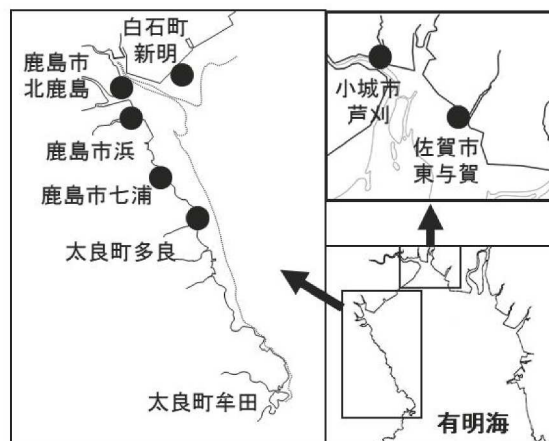 白石町
新明
鹿島市
北鹿島
鹿島市浜
鹿島市七浦
太良町多良
太良町牟田
小城市
芦刈
佐賀市
東与賀
有明海